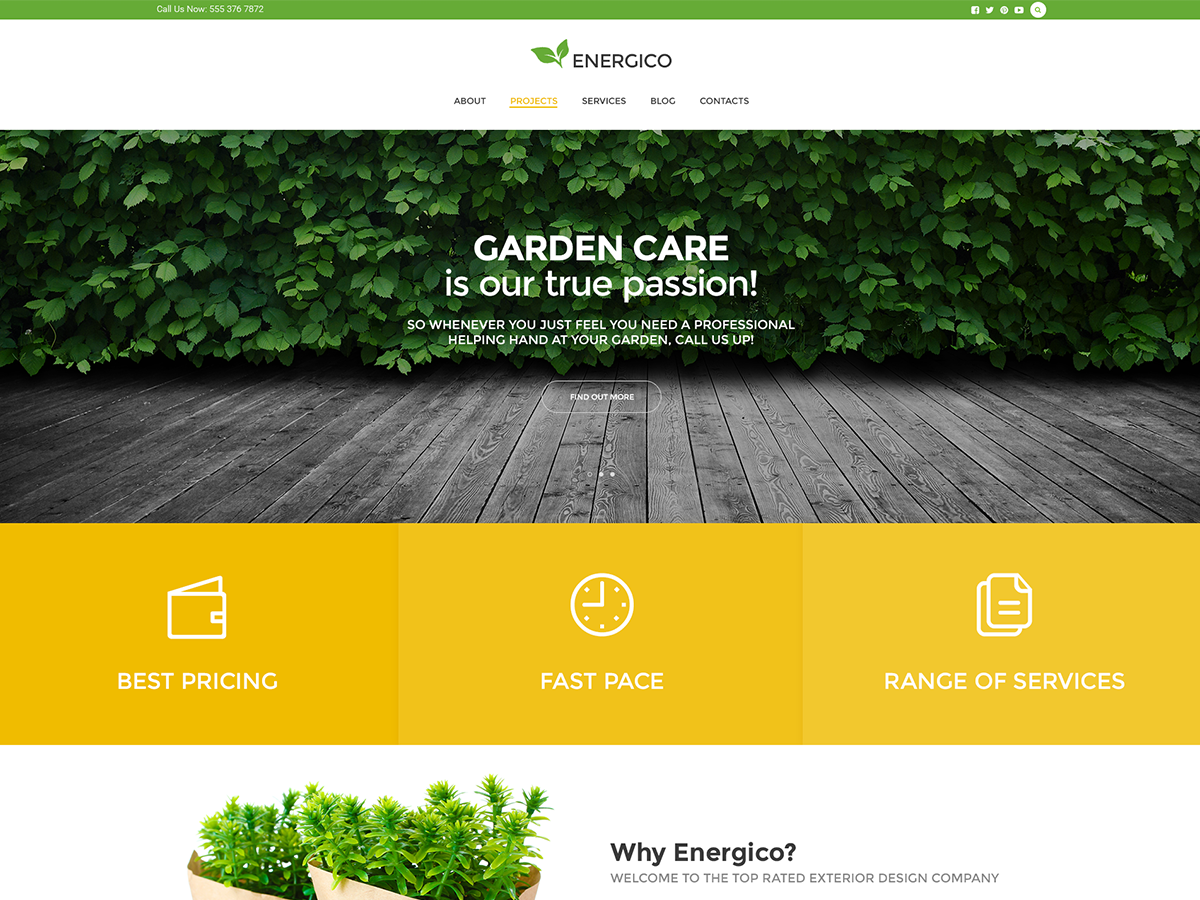 Call Us Now: 555 376 7872
ENERGICO
ABOUT PROJECTS SERVICES BLOG CONTACTS
GARDEN CARE
is our true passion!
SO WHENEVER YOU JUST FEEL YOU NEED A PROFESSIONAL
HELPING HAND AT YOUR GARDEN, CALL US UP!
FIND OUT MORE
BEST PRICING FAST PACE RANGE OF SERVICES
Why Energico?
WELCOME TO THE TOP RATED EXTERIOR DESIGN COMPANY